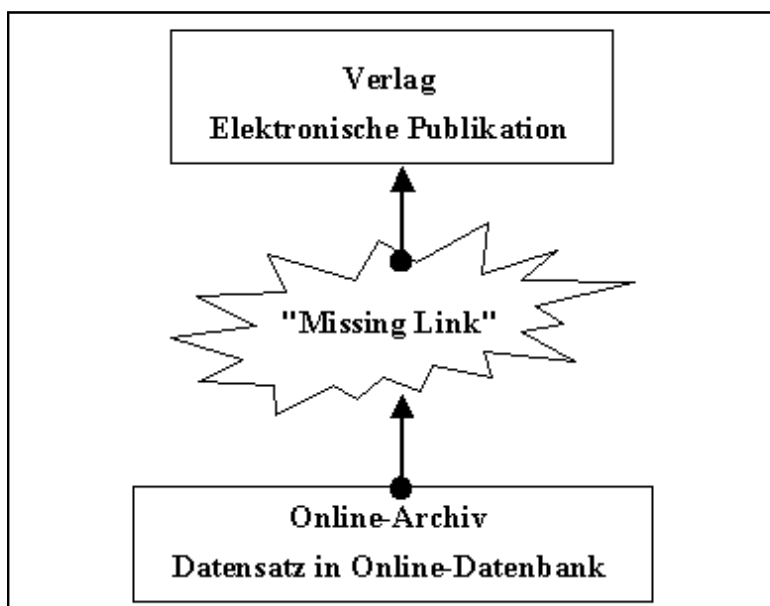 Verlag
Elektronische Publikation
"Missing Link"
Online-Archiv
Datensatz in Online-Datenbank